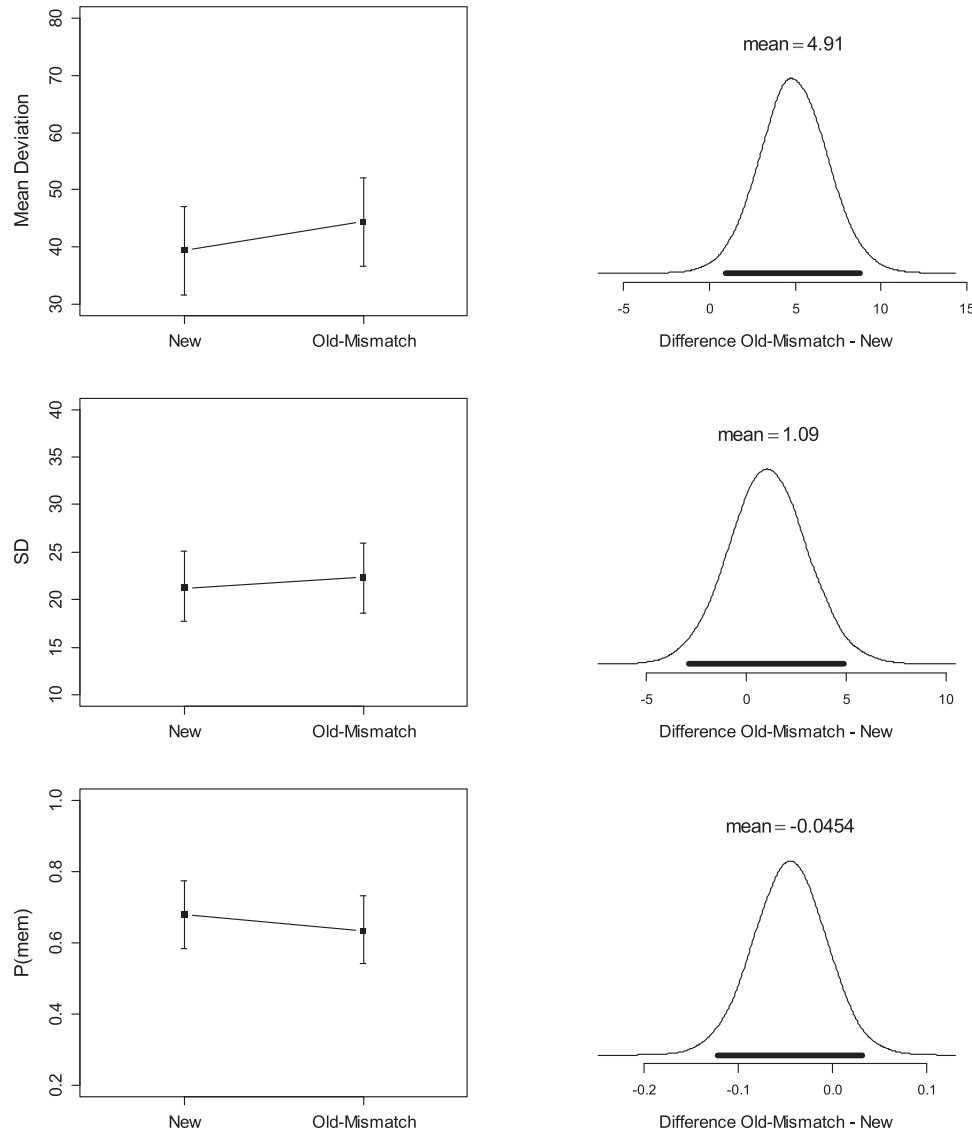 Mean Deviation
80
70
60
50
40
30
New Old-Mismatch
mean = 4.91
-5 0 5 10 15
Difference Old-Mismatch - New
SD
40
35
30
25
20
15
10
New Old-Mismatch
mean = 1.09
-5 0 5 10
Difference Old-Mismatch - New
P(mem)
1.0
0.8
0.6
0.4
0.2
New Old-Mismatch
mean = -0.0454
-0.2 -0.1 0.0 0.1
Difference Old-Mismatch - New